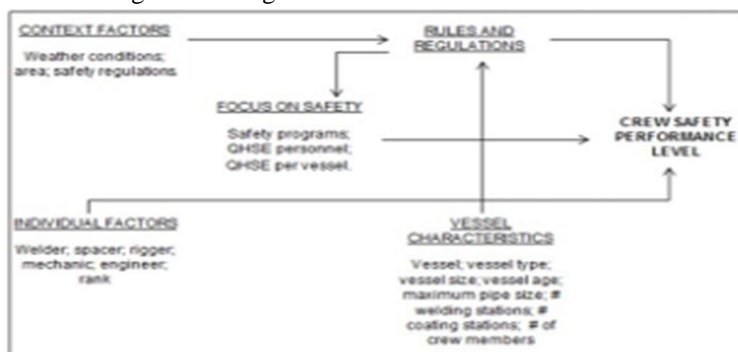 CONTEXT FACTORS
Weather conditions;
area; safety regulations
RULES AND
REGULATIONS
FOCUS ON SAFETY
Safety programs;
QHSE personnel;
QHSE per vessel.
CREW SAFETY
PERFORMANCE
LEVEL
INDIVIDUAL FACTORS
Welder; spacer; rigger;
mechanic; engineer;
rank
VESSEL
CHARACTERISTICS
Vessel; vessel type;
vessel size; vessel age;
maximum pipe size; #
welding stations; #
coating stations; # of
crew members